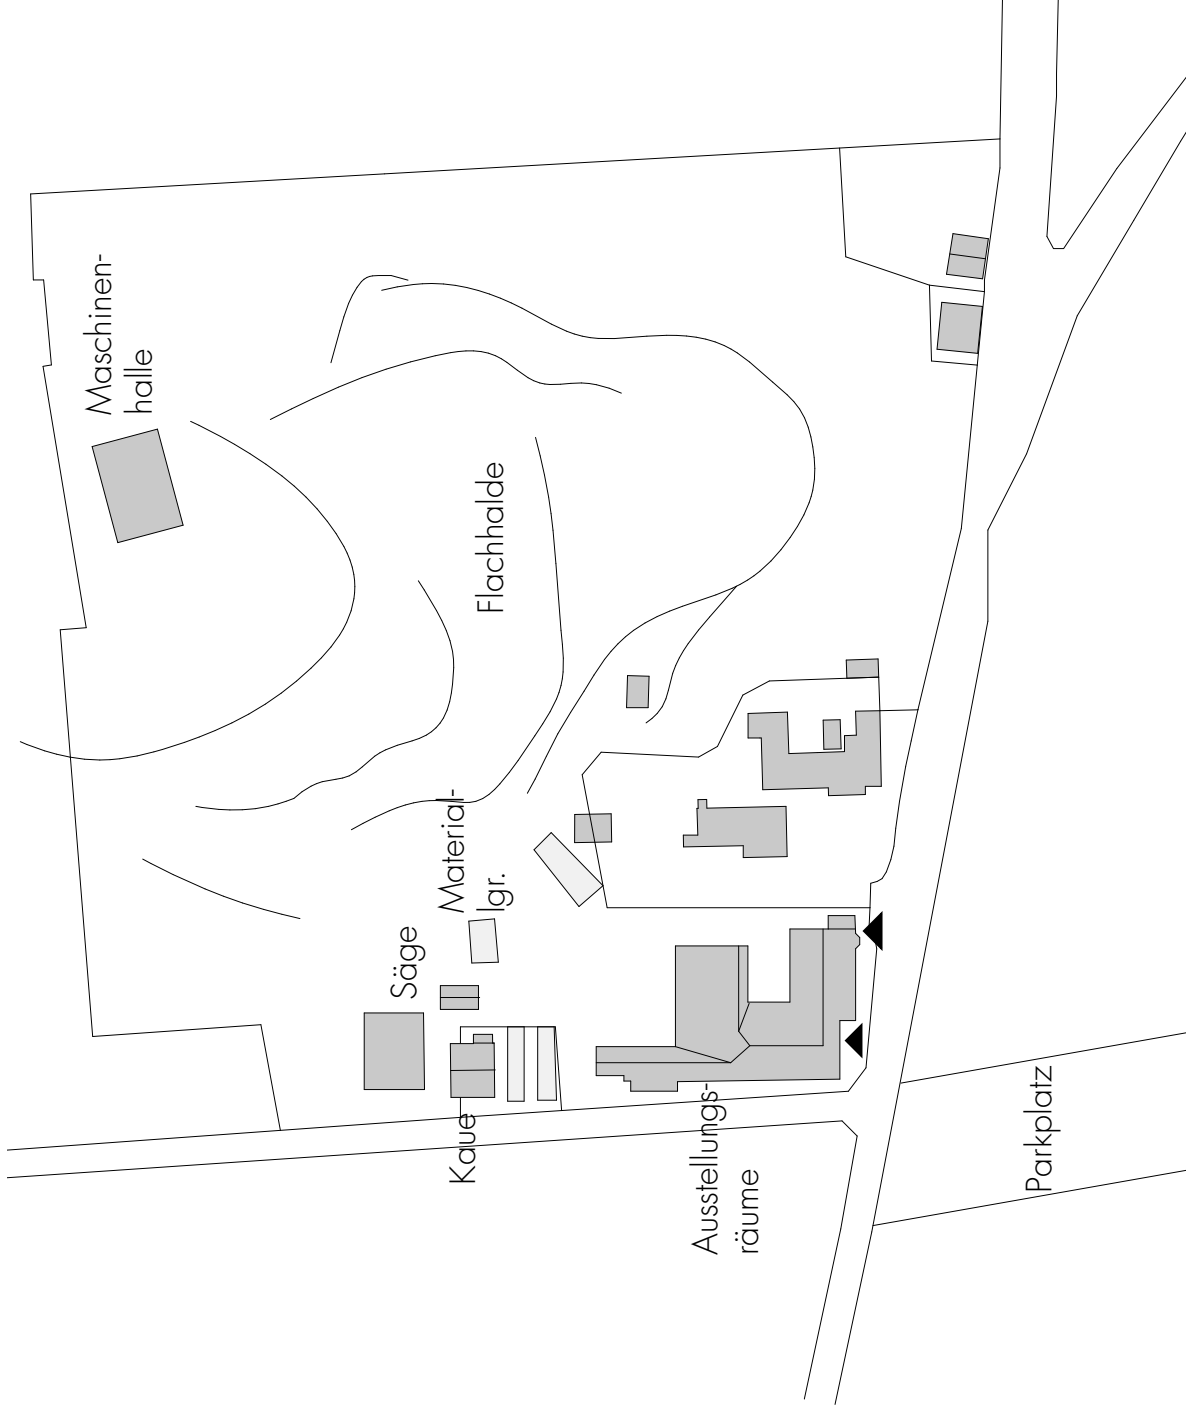 Maschinen-
halle
Flachhalde
Material-
lgr.
Säge
Kaue
Ausstellungs-
räume
Parkplatz